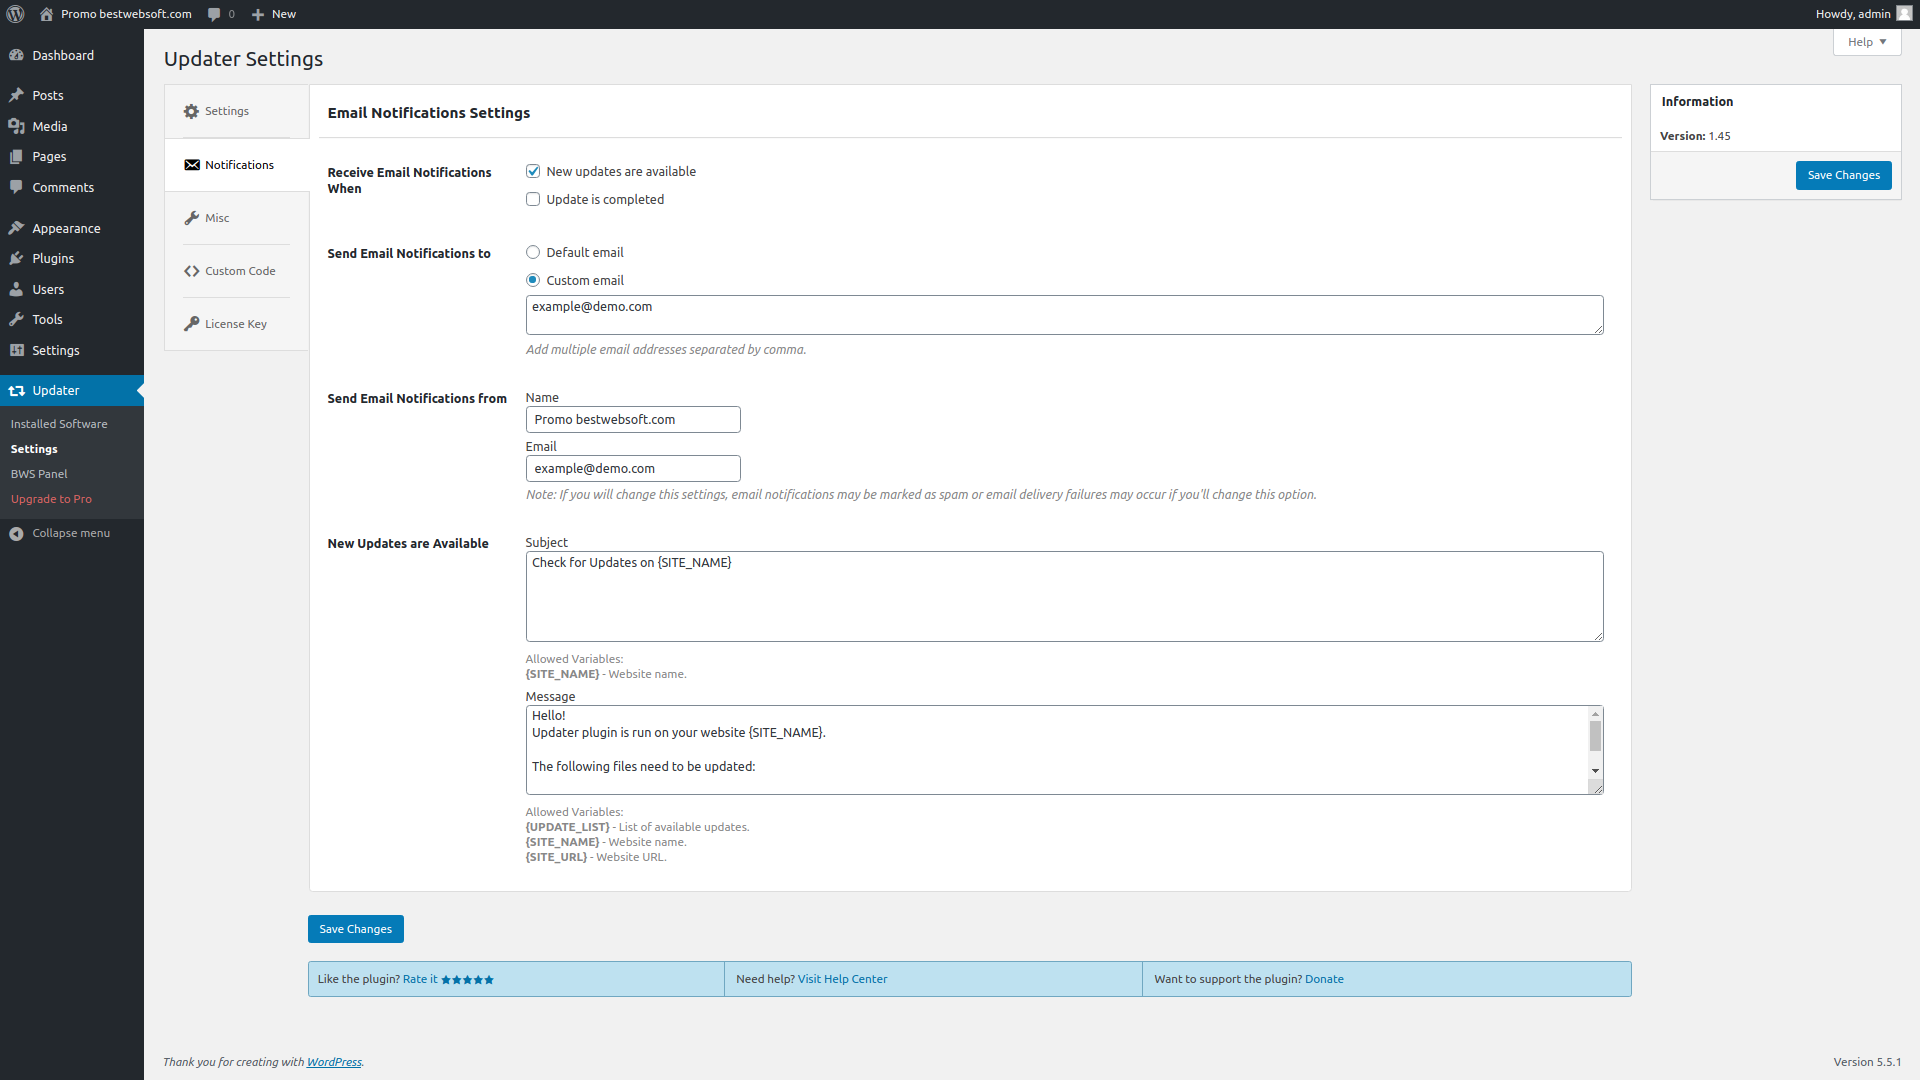 Promo bestwebsoft.com
0
New
Howdy, admin
Dashboard
Posts
Media
Pages
Comments
Appearance
Plugins
Users
Tools
Settings
Updater
Installed Software
Settings
BWS Panel
Upgrade to Pro
Collapse menu
Updater Settings
Help
Settings
Notifications
Misc
Custom Code
License Key
Email Notifications Settings
Receive Email Notifications
When
New updates are available
Update is completed
Send Email Notifications to
Default email
Custom email
example@demo.com
Add multiple email addresses separated by comma.
Send Email Notifications from
Name
Promo bestwebsoft.com
Email
example@demo.com
Note: If you will change this settings, email notifications may be marked as spam or email delivery failures may occur if you'll change this option.
New Updates are Available
Subject
Check for Updates on {SITE_NAME}
Allowed Variables:
{SITE_NAME} - Website name.
Message
Hello!
Updater plugin is run on your website {SITE_NAME}.
The following files need to be updated:
Allowed Variables:
{UPDATE_LIST} - List of available updates.
{SITE_NAME} - Website name.
{SITE_URL} - Website URL.
Information
Version: 1.45
Save Changes
Save Changes
Like the plugin? Rate it
Need help? Visit Help Center
Want to support the plugin? Donate
Thank you for creating with WordPress.
Version 5.5.1